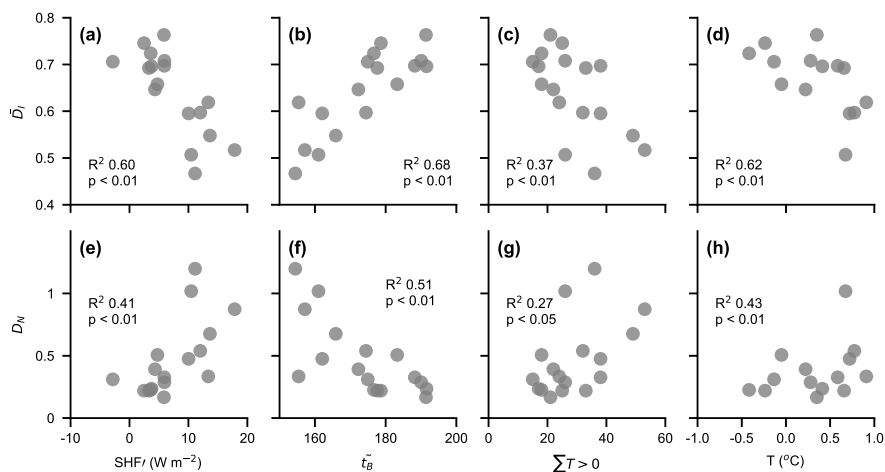 0.8
(a)
(b)
(c)
(d)
0.7
D̄_I
0.6
0.5
R² 0.60
p < 0.01
R² 0.68
p < 0.01
R² 0.37
p < 0.01
R² 0.62
p < 0.01
0.4
(e)
(f)
(g)
(h)
1
D_N
R² 0.41
p < 0.01
R² 0.51
p < 0.01
R² 0.27
p < 0.05
R² 0.43
p < 0.01
0.5
0
-10 0 10 20
160 180 200
0 20 40 60
-1.0 -0.5 0.0 0.5 1.0
SHF′ (W m⁻²)
t̃_B
∑T > 0
T (°C)